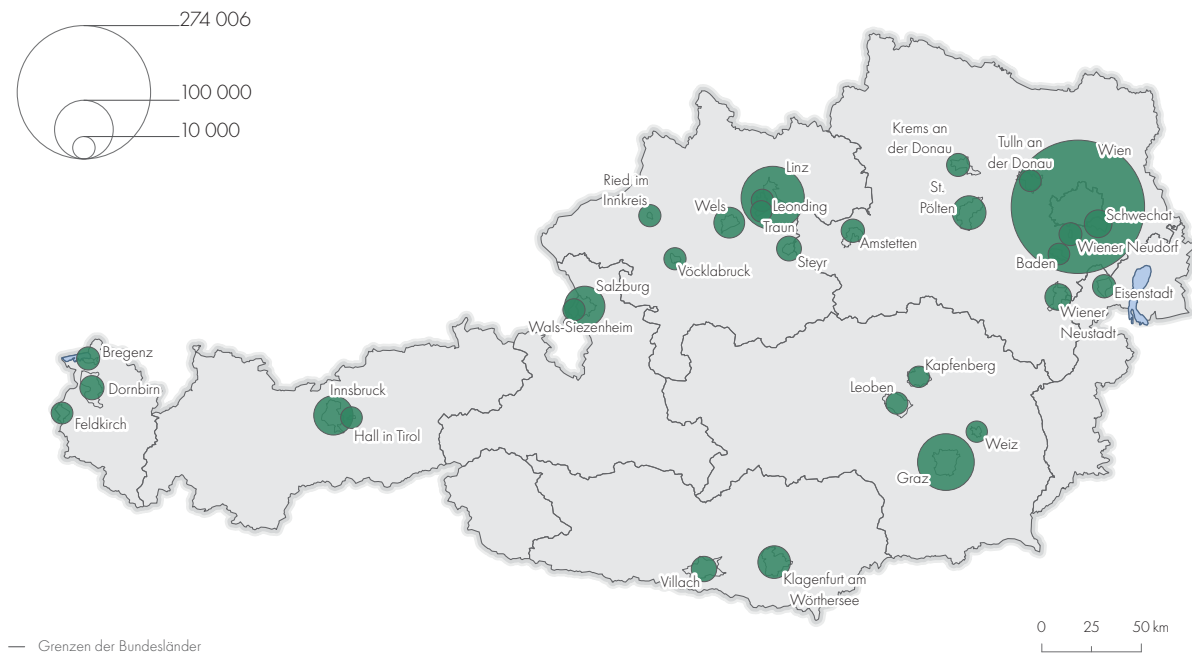 274 006
100 000
10 000
Krems an
der Donau
Tulln an
der Donau
Wien
Linz
Ried im
Innkreis
St.
Pölten
Wels
Leonding
Schwechat
Traun
Amstetten
Wiener Neudorf
Steyr
Baden
Vöcklabruck
Salzburg
Eisenstadt
Wiener
Neustadt
Wals-Siezenheim
Bregenz
Kapfenberg
Dornbirn
Innsbruck
Leoben
Feldkirch
Hall in Tirol
Weiz
Graz
Villach
Klagenfurt am
Wörthersee
0 25 50 km
Grenzen der Bundesländer